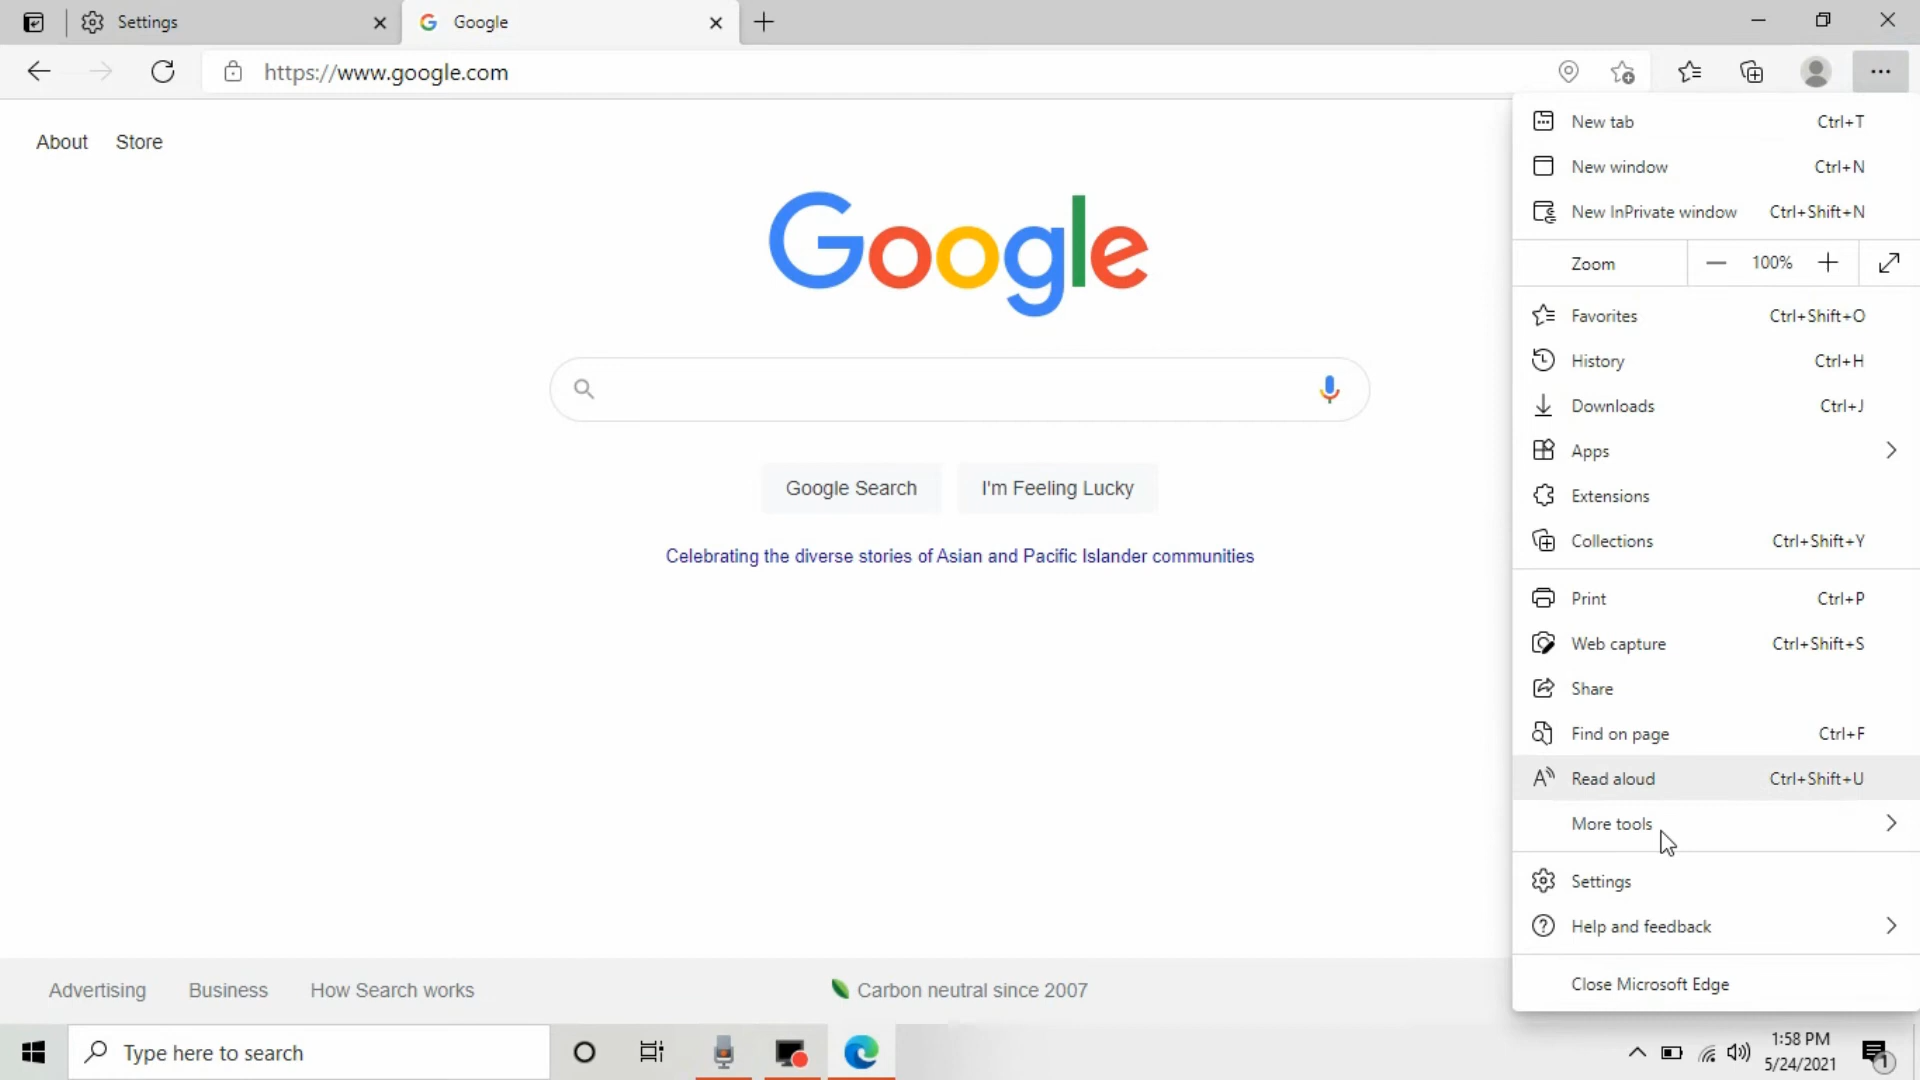 Settings
Google
https://www.google.com
About Store
Google
Google Search I'm Feeling Lucky
Celebrating the diverse stories of Asian and Pacific Islander communities
New tab Ctrl+T
New window Ctrl+N
New InPrivate window Ctrl+Shift+N
Zoom 100%
Favorites Ctrl+Shift+O
History Ctrl+H
Downloads Ctrl+J
Apps
Extensions
Collections Ctrl+Shift+Y
Print Ctrl+P
Web capture Ctrl+Shift+S
Share
Find on page Ctrl+F
Read aloud Ctrl+Shift+U
More tools
Settings
Help and feedback
Close Microsoft Edge
Advertising Business How Search works Carbon neutral since 2007
Type here to search
1:58 PM
5/24/2021
1